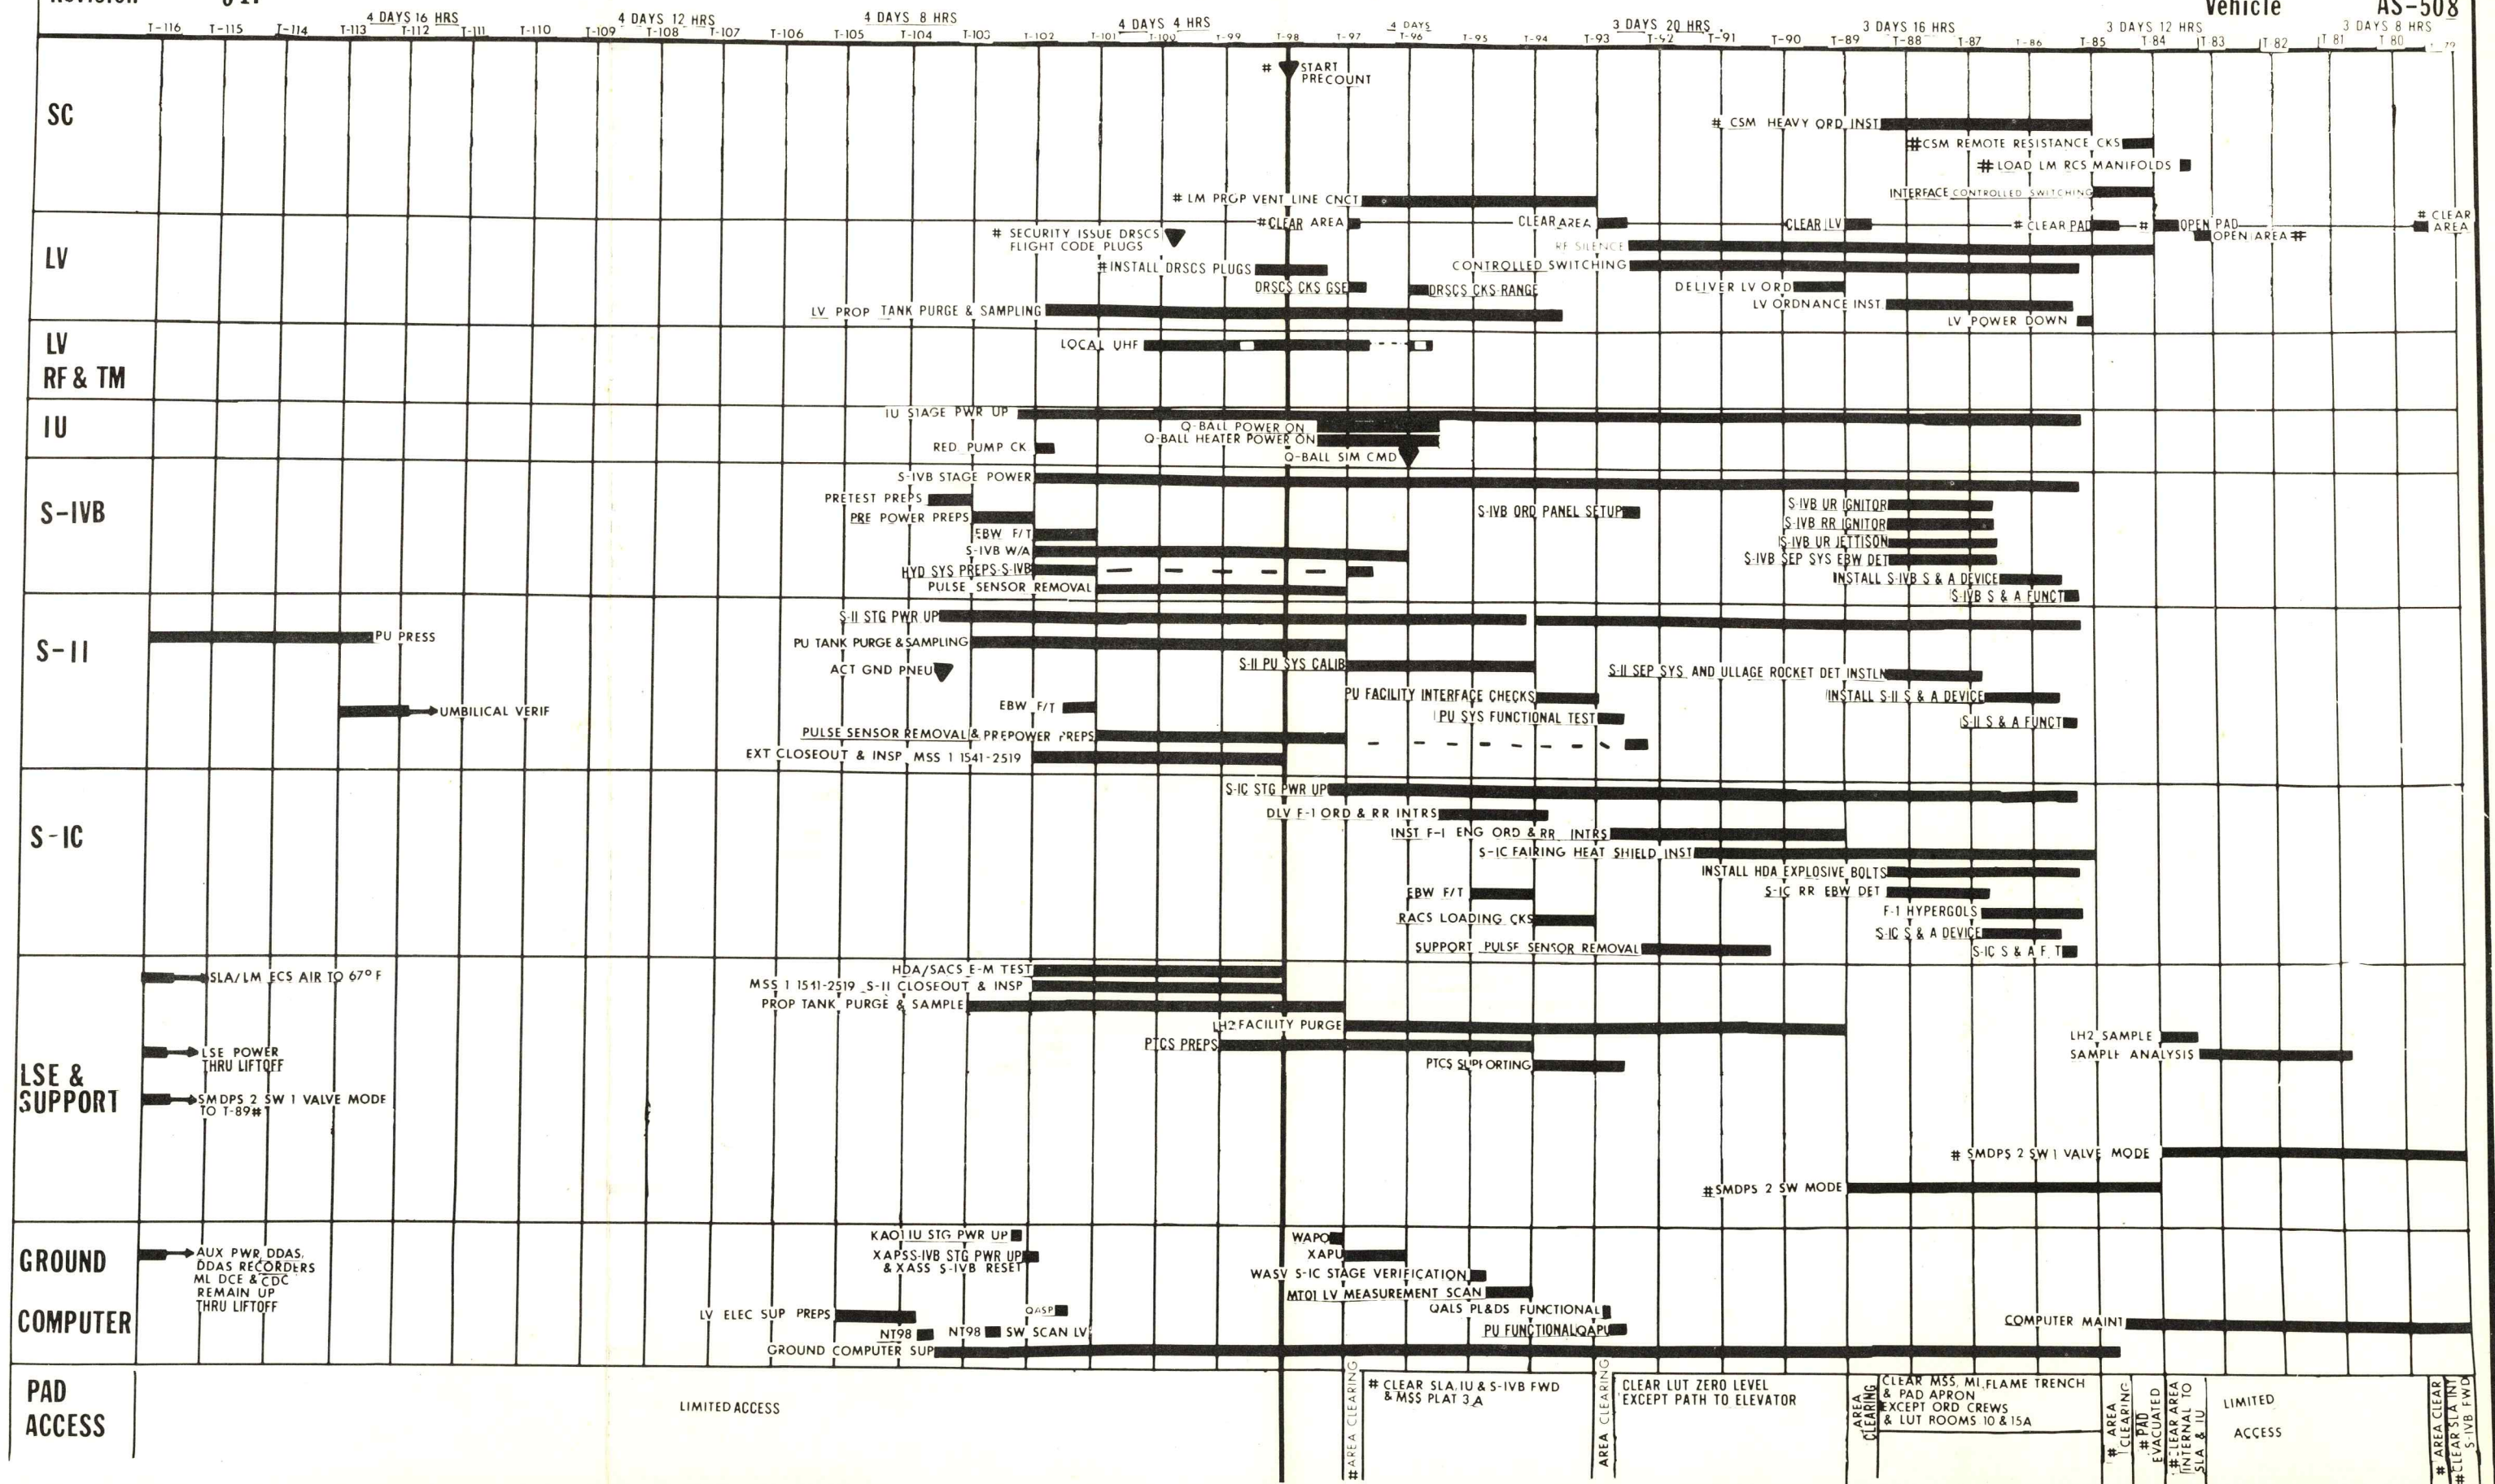 Vehicle AS-508
4 DAYS 16 HRS 4 DAYS 12 HRS 4 DAYS 8 HRS 4 DAYS 4 HRS 4 DAYS 3 DAYS 20 HRS 3 DAYS 16 HRS 3 DAYS 12 HRS 3 DAYS 8 HRS
T-116 T-115 T-114 T-113 T-112 T-111 T-110 T-109 T-108 T-107 T-106 T-105 T-104 T-103 T-102 T-101 T-100 T-99 T-98 T-97 T-96 T-95 T-94 T-93 T-91 T-90 T-89 T-88 T-87 T-86 T-85 T-84 T-83 T-82 T-81 T-80 79
SC
# START
PRECOUNT
# CSM HEAVY ORD INST
#CSM REMOTE RESISTANCE CKS
# LOAD LM RCS MANIFOLDS
INTERFACE CONTROLLED SWITCHING
# LM PROP VENT LINE CNCT
LV
#CLEAR AREA CLEAR AREA CLEAR LV # CLEAR PAD # OPEN PAD # CLEAR
AREA
OPEN AREA #
# SECURITY ISSUE DRSCS
FLIGHT CODE PLUGS
RF SILENCE
#INSTALL DRSCS PLUGS CONTROLLED SWITCHING
DRSCS CKS GSE DRSCS CKS RANGE DELIVER LV ORD
LV PROP TANK PURGE & SAMPLING LV ORDNANCE INST
LV POWER DOWN
LV
RF & TM
LOCAL UHF
IU
IU STAGE PWR UP
Q-BALL POWER ON
Q-BALL HEATER POWER ON
RED. PUMP CK
Q-BALL SIM CMD
S-IVB
S-IVB STAGE POWER
PRETEST PREPS S-IVB UR IGNITOR
PRE POWER PREPS S-IVB ORD PANEL SETUP S-IVB RR IGNITOR
EBW F/T S-IVB UR JETTISON
S-IVB W/A S-IVB SEP SYS EBW DET
HYD SYS PREPS-S-IVB INSTALL S-IVB S & A DEVICE
PULSE SENSOR REMOVAL S-IVB S & A FUNCT
S-II
S-II STG PWR UP
PU PRESS
PU TANK PURGE & SAMPLING
ACT GND PNEU S-II PU SYS CALIB S-II SEP SYS AND ULLAGE ROCKET DET INSTLN
PU FACILITY INTERFACE CHECKS INSTALL S-II S & A DEVICE
UMBILICAL VERIF EBW F/T PU SYS FUNCTIONAL TEST S-II S & A FUNCT
PULSE SENSOR REMOVAL & PREPOWER PREPS
EXT CLOSEOUT & INSP MSS 1 1541-2519
S-IC
S-IC STG PWR UP
DLV F-1 ORD & RR INTRS
INST F-1 ENG ORD & RR INTRS
S-IC FAIRING HEAT SHIELD INST
INSTALL HDA EXPLOSIVE BOLTS
EBW F/T S-IC RR EBW DET
RACS LOADING CKS F-1 HYPERGOLS
S-IC S & A DEVICE
SUPPORT PULSE SENSOR REMOVAL S-IC S & A F. T
LSE &
SUPPORT
SLA/LM ECS AIR TO 67° F
HDA/SACS E-M TEST
MSS 1 1541-2519 S-II CLOSEOUT & INSP
PROP TANK PURGE & SAMPLE
LH2 FACILITY PURGE
LH2 SAMPLE
LSE POWER
THRU LIFTOFF
PTCS PREPS
SAMPLE ANALYSIS
PTCS SUPPORTING
SMDPS 2 SW 1 VALVE MODE
TO T-89#
# SMDPS 2 SW 1 VALVE MODE
#SMDPS 2 SW MODE
GROUND
COMPUTER
AUX PWR DDAS,
DDAS RECORDERS
ML DCE & CDC
REMAIN UP
THRU LIFTOFF
KA01 IU STG PWR UP WAPO
XAPSS-IVB STG PWR UP XAPU
& XASS S-IVB RESET
WASV S-IC STAGE VERIFICATION
MT01 LV MEASUREMENT SCAN
LV ELEC SUP PREPS QASP QALS PL&DS FUNCTIONAL
NT98 NT98 SW SCAN LV PU FUNCTIONAL QAPU COMPUTER MAINT
GROUND COMPUTER SUP
PAD
ACCESS
LIMITED ACCESS
# AREA CLEARING
# CLEAR SLA, IU & S-IVB FWD
& MSS PLAT 3A
AREA CLEARING
CLEAR LUT ZERO LEVEL
EXCEPT PATH TO ELEVATOR
AREA
CLEARING
CLEAR MSS, ML, FLAME TRENCH
& PAD APRON
EXCEPT ORD CREWS
& LUT ROOMS 10 & 15A
# AREA
CLEARING
# PAD
EVACUATED
# CLEAR AREA
INTERNAL TO
SLA & IU
LIMITED
ACCESS
# AREA CLEAR
# CLEAR SLA INT
S-IVB FWD